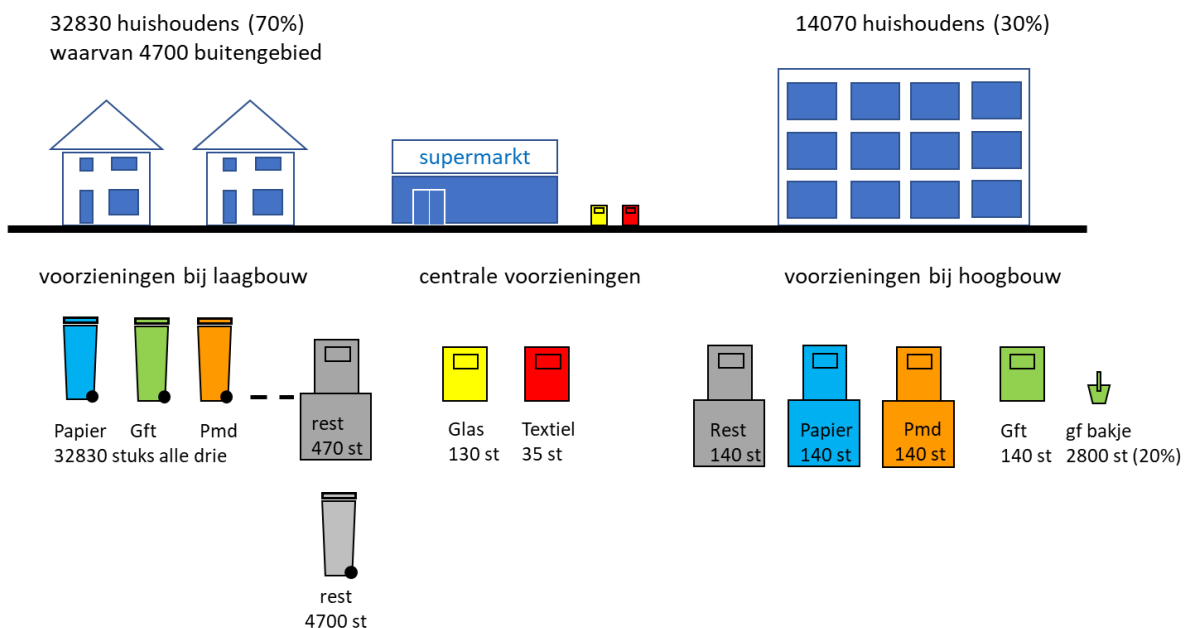 32830 huishoudens (70%)
waarvan 4700 buitengebied
14070 huishoudens (30%)
supermarkt
voorzieningen bij laagbouw
centrale voorzieningen
voorzieningen bij hoogbouw
Papier Gft Pmd
32830 stuks alle drie
rest
470 st
Glas
130 st
Textiel
35 st
Rest
140 st
Papier
140 st
Pmd
140 st
Gft
140 st
gf bakje
2800 st (20%)
rest
4700 st